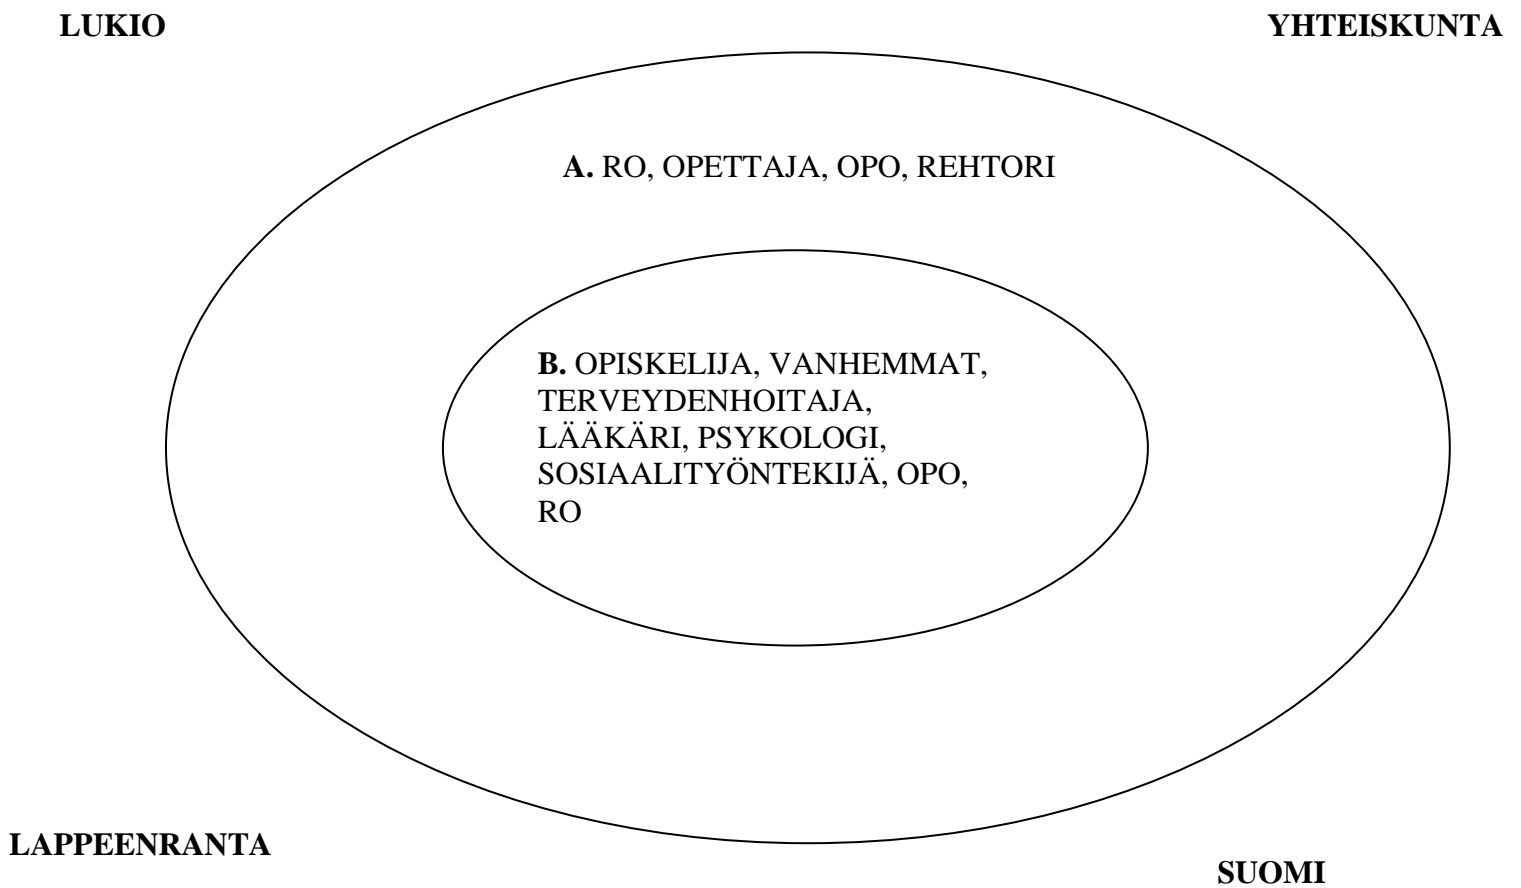 LUKIO
YHTEISKUNTA
A. RO, OPETTAJA, OPO, REHTORI
B. OPISKELIJA, VANHEMMAT,
TERVEYDENHOITAJA,
LÄÄKÄRI, PSYKOLOGI,
SOSIAALITYÖNTEKIJÄ, OPO,
RO
LAPPEENRANTA
SUOMI